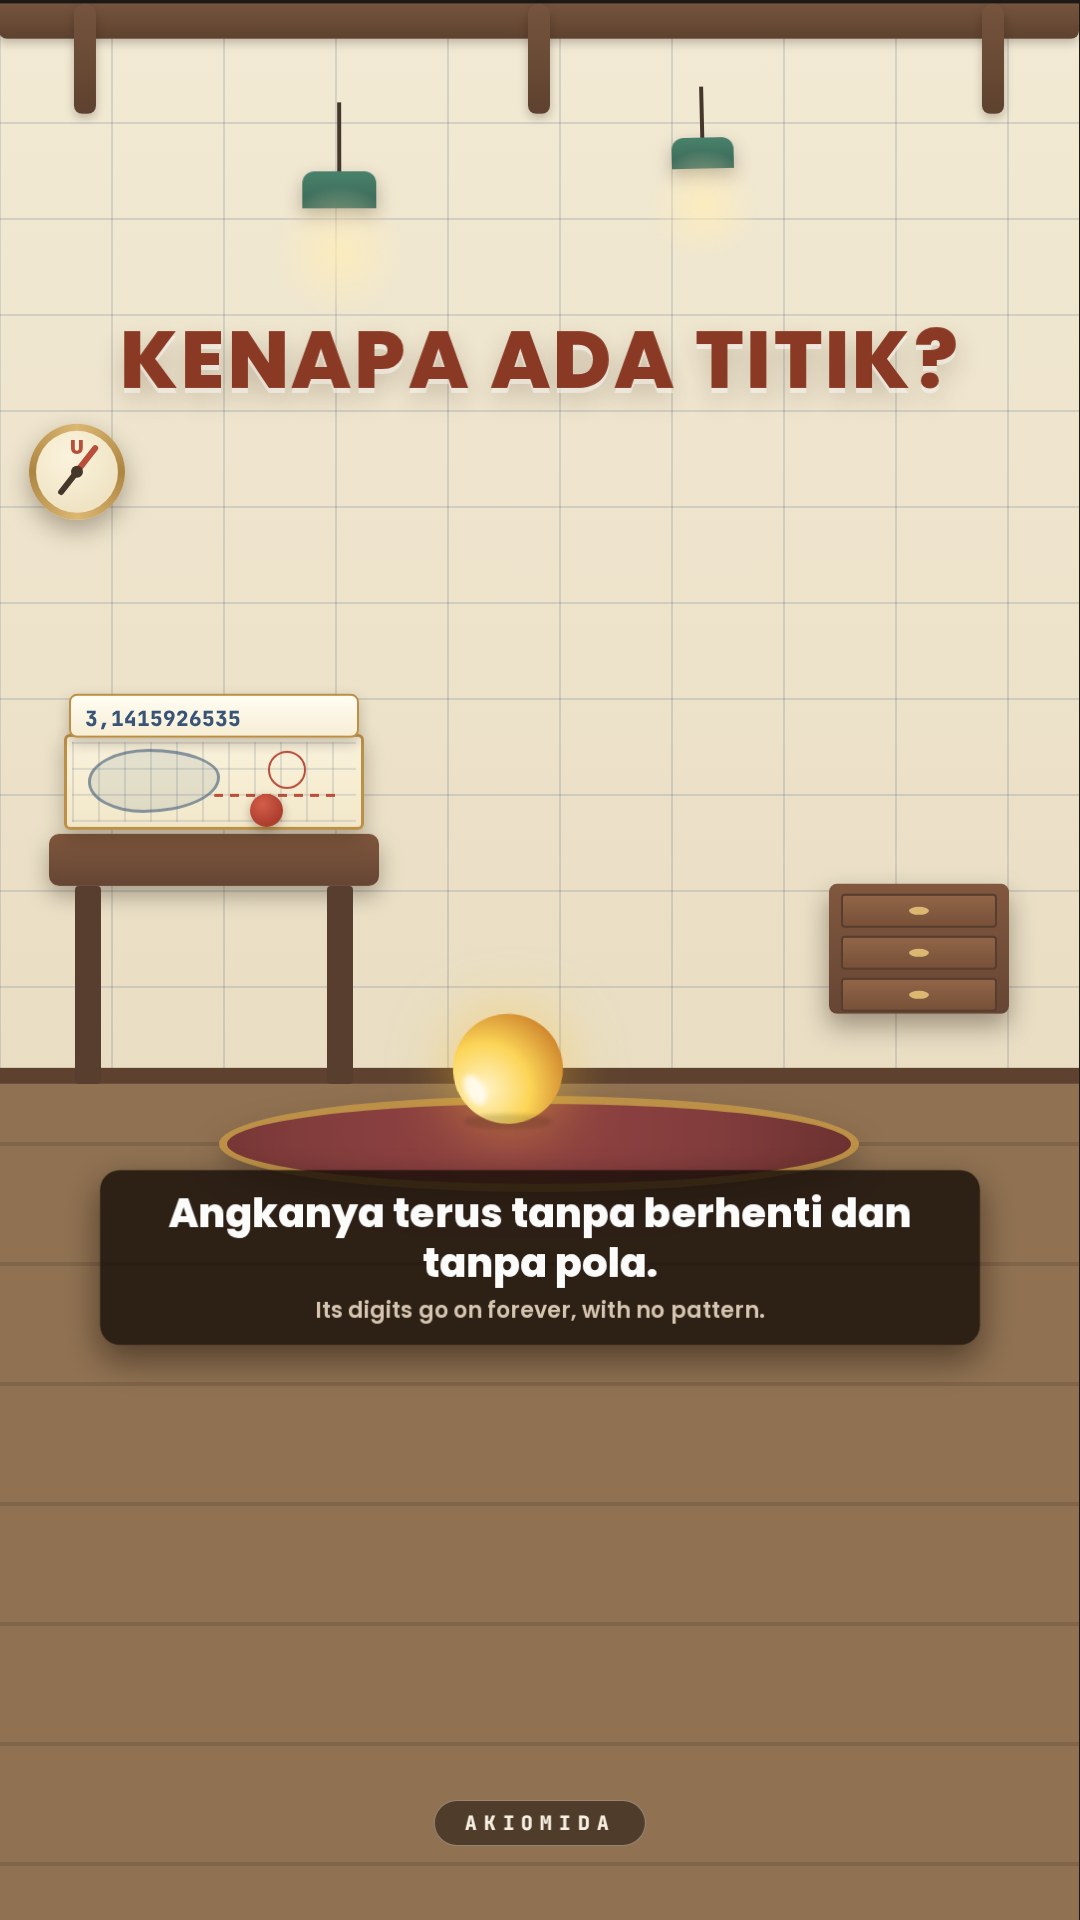 KENAPA ADA TITIK?
U
3,1415926535
Angkanya terus tanpa berhenti dan
tanpa pola.
Its digits go on forever, with no pattern.
AKIOMIDA